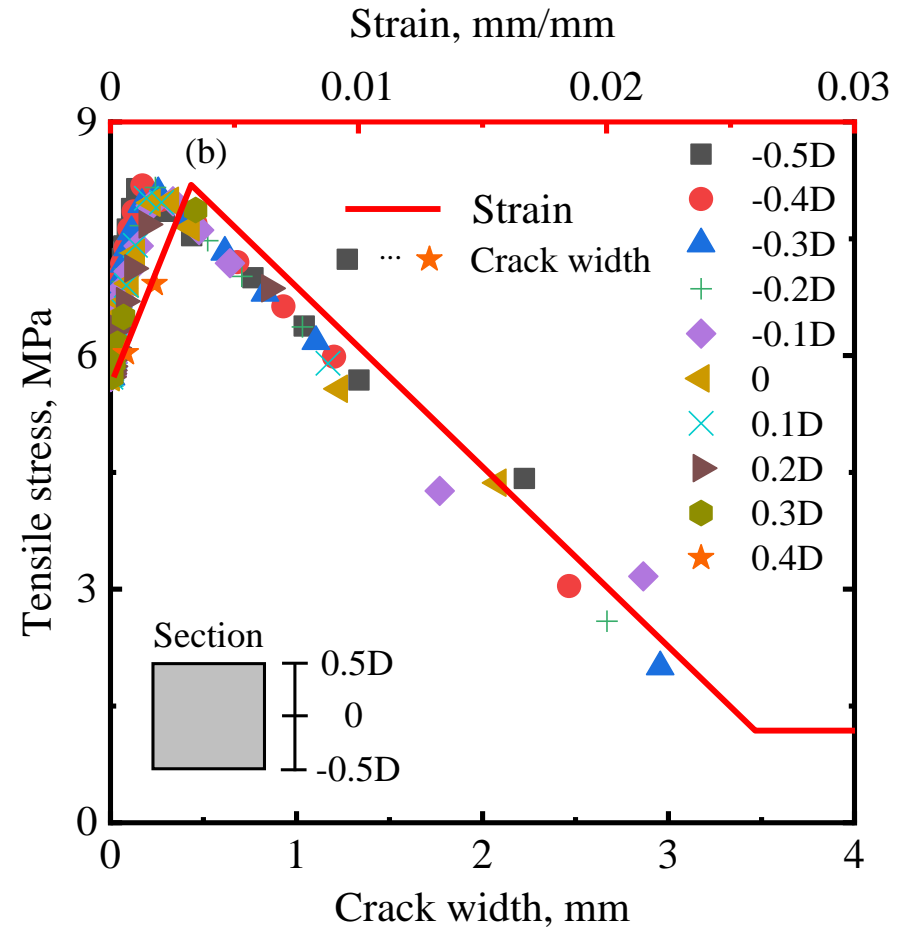 Strain, mm/mm
0 0.01 0.02 0.03
9
(b)
-0.5D
-0.4D
Strain
-0.3D
... Crack width
-0.2D
-0.1D
6
0
0.1D
0.2D
0.3D
0.4D
Tensile stress, MPa
3
Section
0.5D
0
-0.5D
0
0 1 2 3 4
Crack width, mm